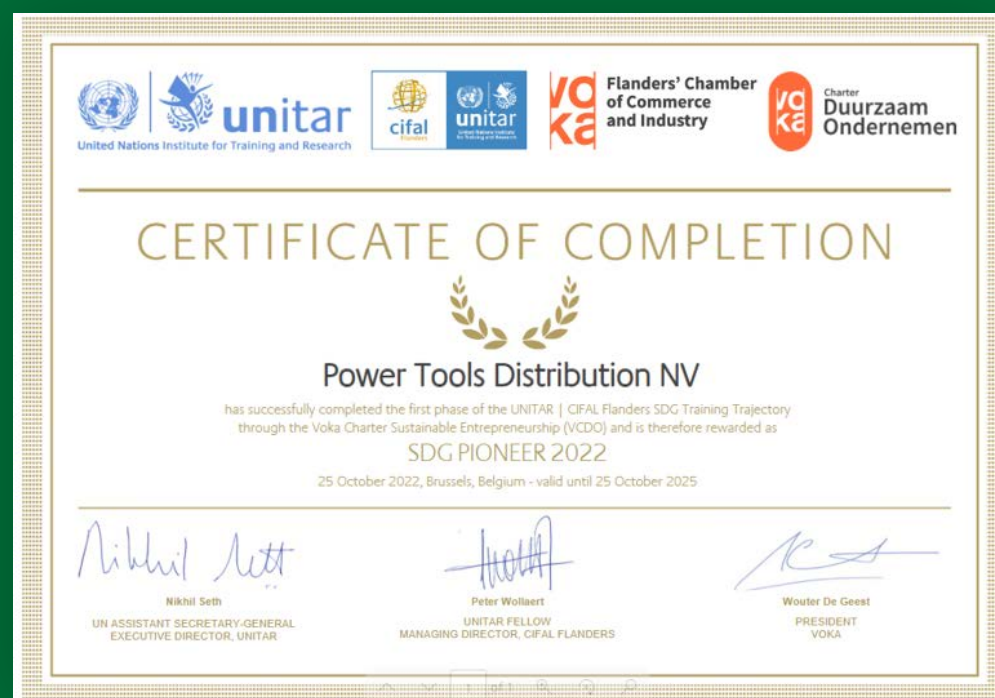 unitar
United Nations Institute for Training and Research
cifal
Flanders
unitar
United Nations Institute
for Training and Research
VO
KA
Flanders' Chamber
of Commerce
and Industry
VO
KA
Charter
Duurzaam
Ondernemen
CERTIFICATE OF COMPLETION
Power Tools Distribution NV
has successfully completed the first phase of the UNITAR | CIFAL Flanders SDG Training Trajectory
through the Voka Charter Sustainable Entrepreneurship (VCDO) and is therefore rewarded as
SDG PIONEER 2022
25 October 2022, Brussels, Belgium - valid until 25 October 2025
Nikhil Seth
UN ASSISTANT SECRETARY-GENERAL
EXECUTIVE DIRECTOR, UNITAR
Peter Wollaert
UNITAR FELLOW
MANAGING DIRECTOR, CIFAL FLANDERS
Wouter De Geest
PRESIDENT
VOKA
1 of 1